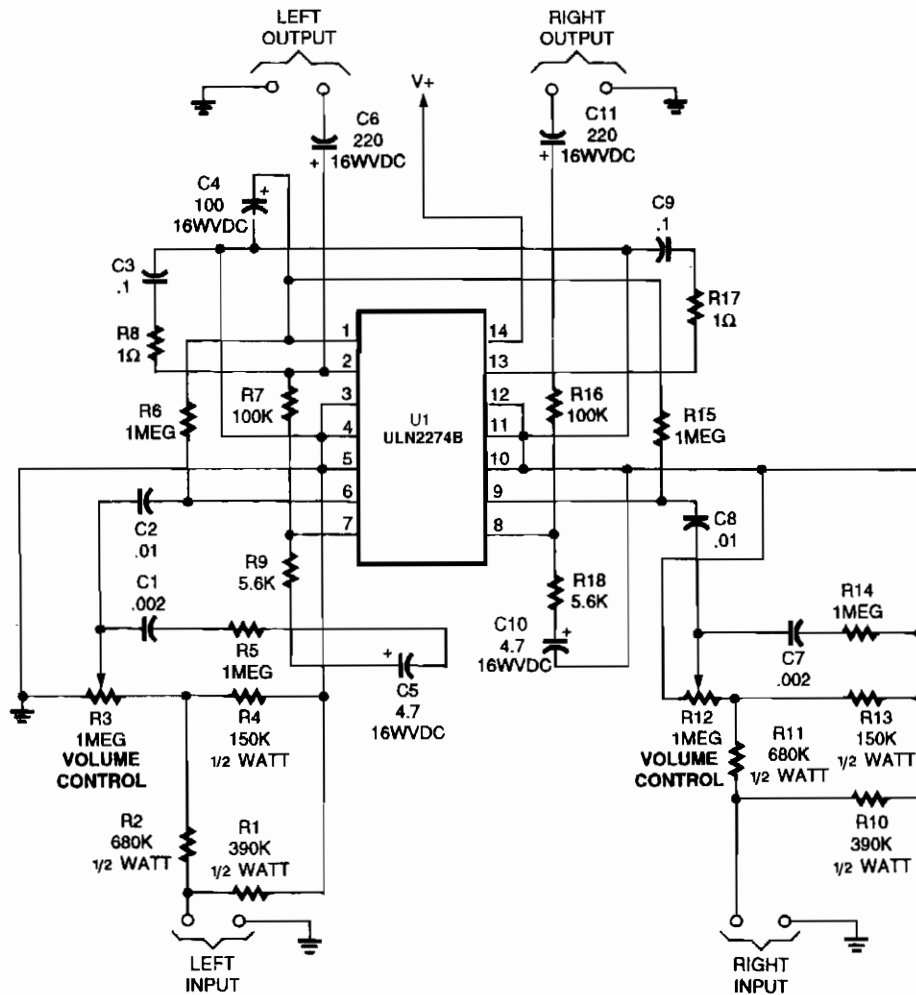 LEFT
OUTPUT
RIGHT
OUTPUT
V+
C6
220
16WVDC
+
C11
220
16WVDC
+
C4
100
16WVDC
+
C9
.1
C3
.1
R8
1Ω
R17
1Ω
1
2
3
4
5
6
7
14
13
12
11
10
9
8
U1
ULN2274B
R7
100K
R16
100K
R6
1MEG
R15
1MEG
C2
.01
C8
.01
R9
5.6K
R18
5.6K
C1
.002
C10
4.7
16WVDC
+
R14
1MEG
R5
1MEG
+
C5
4.7
16WVDC
C7
.002
R3
1MEG
VOLUME
CONTROL
R4
150K
1/2 WATT
R12
1MEG
VOLUME
CONTROL
R11
680K
1/2 WATT
R13
150K
1/2 WATT
R2
680K
1/2 WATT
R1
390K
1/2 WATT
R10
390K
1/2 WATT
LEFT
INPUT
RIGHT
INPUT